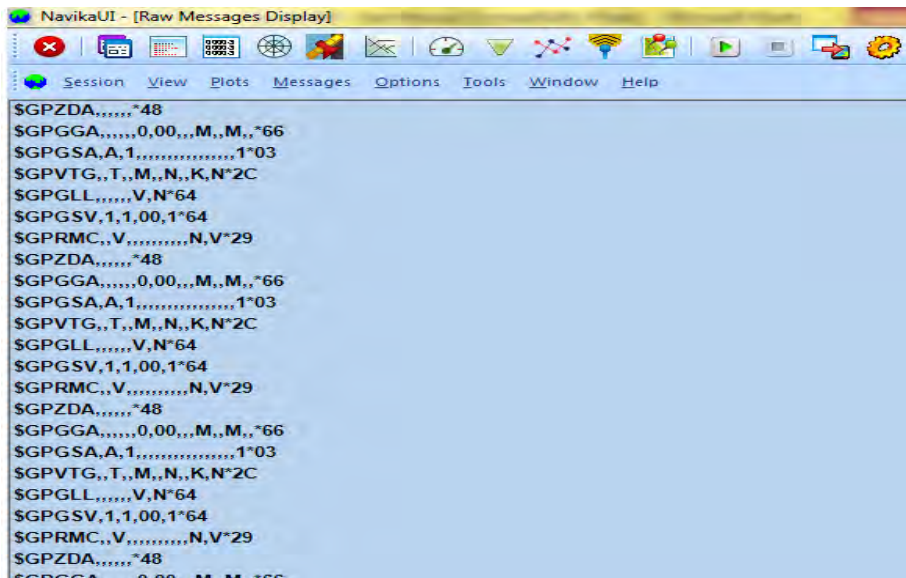 NavikaUI - [Raw Messages Display]
Session View Plots Messages Options Tools Window Help
$GPZDA,,,,,,*48
$GPGGA,,,,,,0,00,,,M,,M,,*66
$GPGSA,A,1,,,,,,,,,,,,,,,,1*03
$GPVTG,,T,,M,,N,,K,N*2C
$GPGLL,,,,,,V,N*64
$GPGSV,1,1,00,1*64
$GPRMC,,V,,,,,,,,,,N,V*29
$GPZDA,,,,,,*48
$GPGGA,,,,,,0,00,,,M,,M,,*66
$GPGSA,A,1,,,,,,,,,,,,,,,,1*03
$GPVTG,,T,,M,,N,,K,N*2C
$GPGLL,,,,,,V,N*64
$GPGSV,1,1,00,1*64
$GPRMC,,V,,,,,,,,,,N,V*29
$GPZDA,,,,,,*48
$GPGGA,,,,,,0,00,,,M,,M,,*66
$GPGSA,A,1,,,,,,,,,,,,,,,,1*03
$GPVTG,,T,,M,,N,,K,N*2C
$GPGLL,,,,,,V,N*64
$GPGSV,1,1,00,1*64
$GPRMC,,V,,,,,,,,,,N,V*29
$GPZDA,,,,,,*48